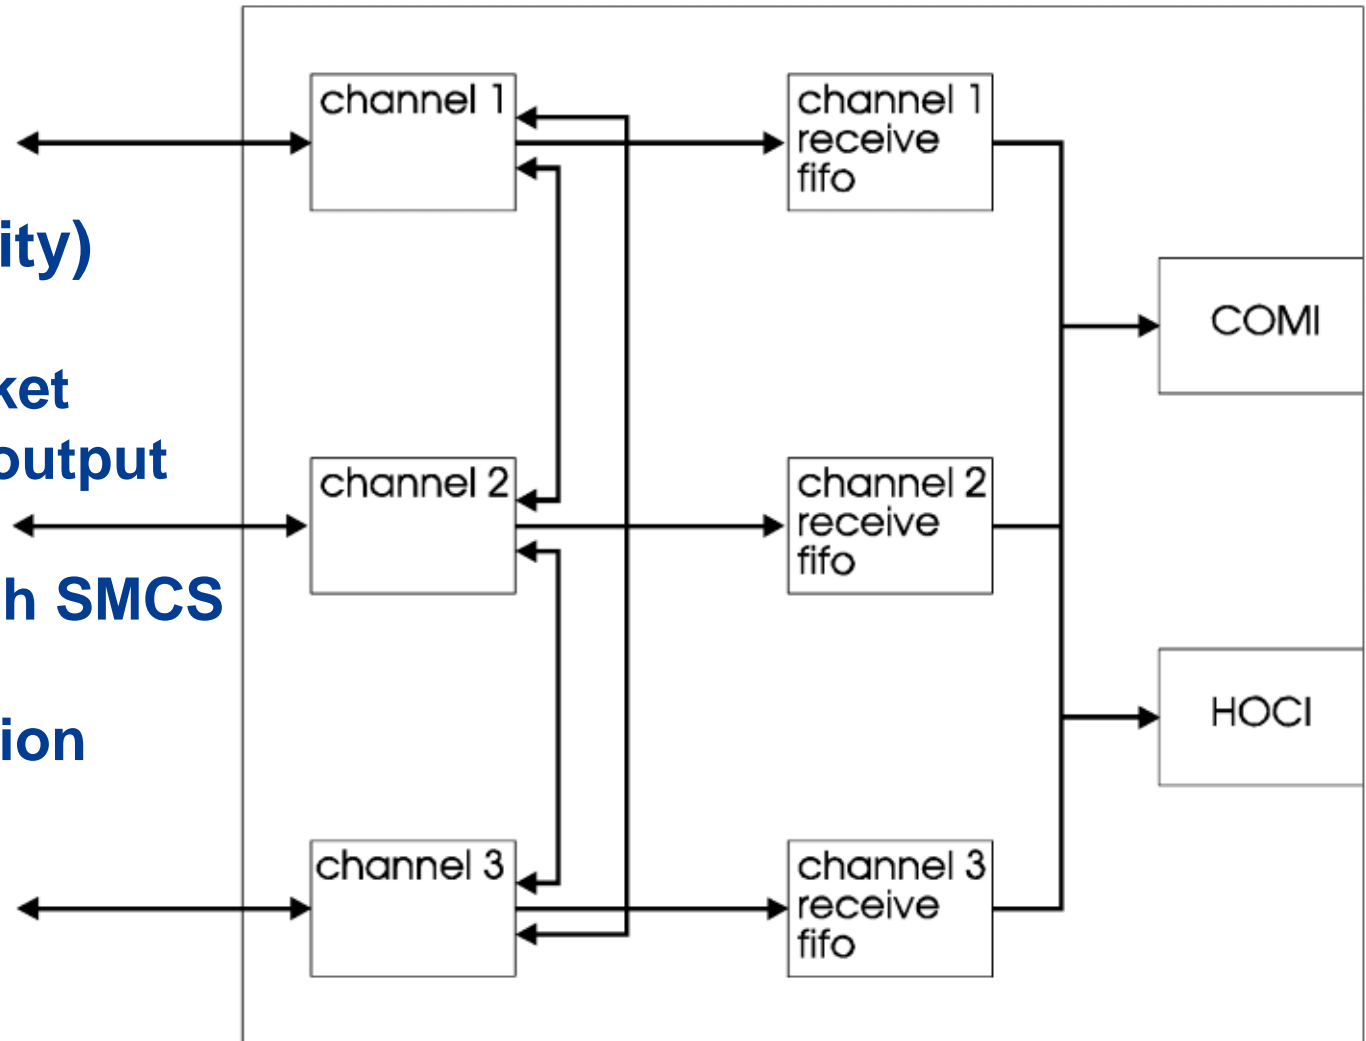 ity)
ket
output
h SMCS
ion
channel 1
channel 2
channel 3
channel 1
receive
fifo
channel 2
receive
fifo
channel 3
receive
fifo
COMI
HOCI